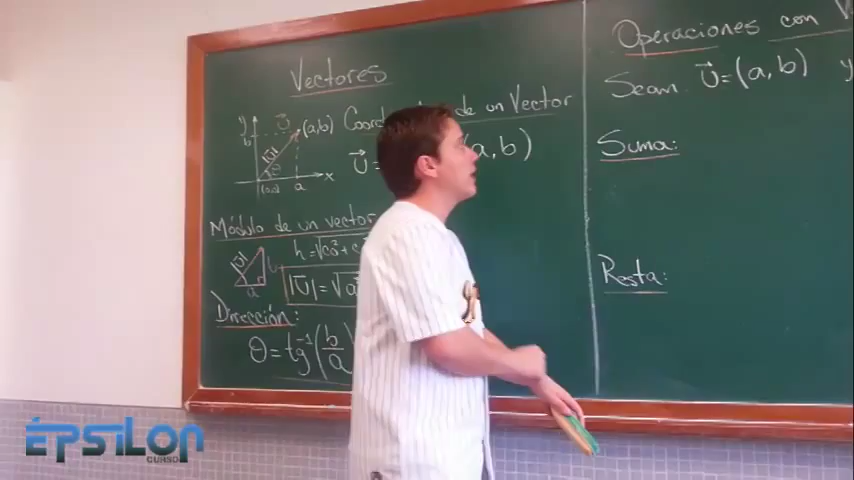 Vectores
y
b
(a,b)
|ū|
θ
(0,0) a x
de un Vector
a,b)
Módulo de un vector
|ū|
b
a
h =
|ū| =
Dirección:
θ = tg⁻¹ (b/a
Operaciones con
Sean u⃗=(a,b) y
Suma:
Resta:
Épsilon
CURSO